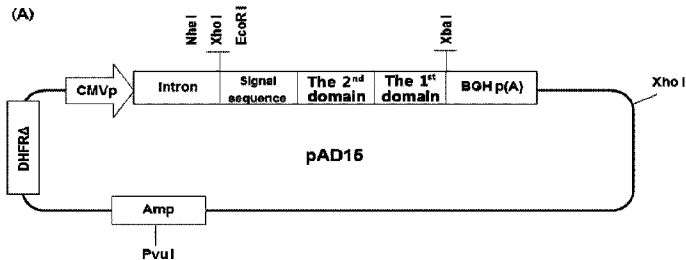 (A)
NheI
XhoI
EcoRI
XbaI
CMVp
Intron
Signal sequence
The 2nd domain
The 1st domain
BGH p(A)
XhoI
DHFRΔ
pAD15
Amp
PvuI